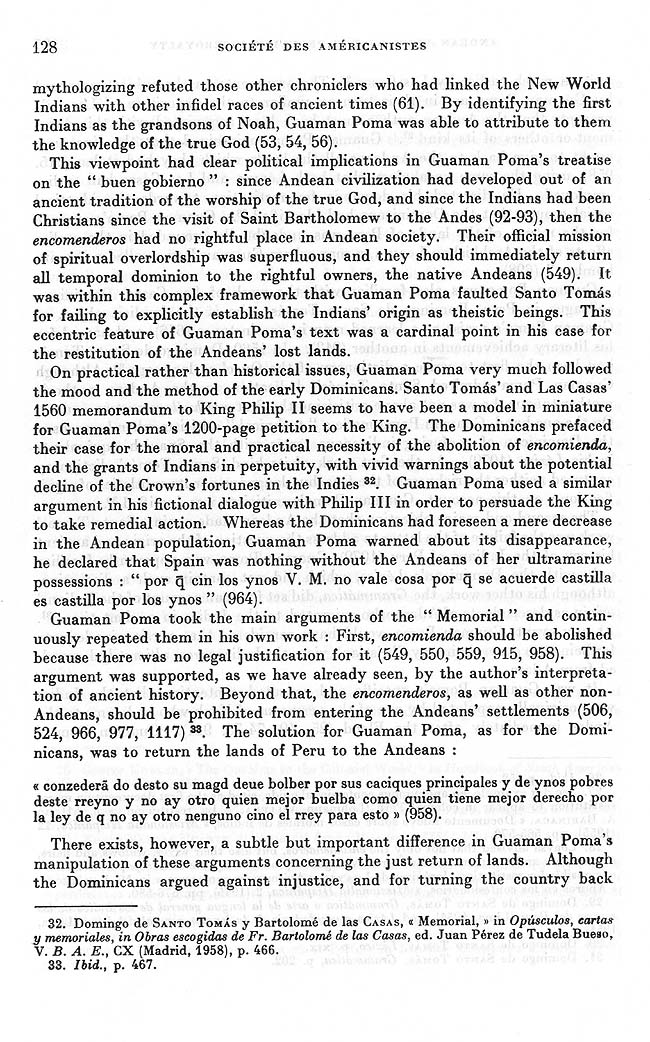 128
SOCIÉTÉ DES AMÉRICANISTES
mythologizing refuted those other chroniclers who had linked the New World
Indians with other infidel races of ancient times (61). By identifying the first
Indians as the grandsons of Noah, Guaman Poma was able to attribute to them
the knowledge of the true God (53, 54, 56).
This viewpoint had clear political implications in Guaman Poma's treatise
on the “ buen gobierno ” : since Andean civilization had developed out of an
ancient tradition of the worship of the true God, and since the Indians had been
Christians since the visit of Saint Bartholomew to the Andes (92-93), then the
encomenderos had no rightful place in Andean society. Their official mission
of spiritual overlordship was superfluous, and they should immediately return
all temporal dominion to the rightful owners, the native Andeans (549). It
was within this complex framework that Guaman Poma faulted Santo Tomás
for failing to explicitly establish the Indians' origin as theistic beings. This
eccentric feature of Guaman Poma's text was a cardinal point in his case for
the restitution of the Andeans' lost lands.
On practical rather than historical issues, Guaman Poma very much followed
the mood and the method of the early Dominicans. Santo Tomás' and Las Casas'
1560 memorandum to King Philip II seems to have been a model in miniature
for Guaman Poma's 1200-page petition to the King. The Dominicans prefaced
their case for the moral and practical necessity of the abolition of encomienda,
and the grants of Indians in perpetuity, with vivid warnings about the potential
decline of the Crown's fortunes in the Indies 32. Guaman Poma used a similar
argument in his fictional dialogue with Philip III in order to persuade the King
to take remedial action. Whereas the Dominicans had foreseen a mere decrease
in the Andean population, Guaman Poma warned about its disappearance,
he declared that Spain was nothing without the Andeans of her ultramarine
possessions : “ por q̄ cin los ynos V. M. no vale cosa por q̄ se acuerde castilla
es castilla por los ynos ” (964).
Guaman Poma took the main arguments of the “ Memorial ” and contin-
uously repeated them in his own work : First, encomienda should be abolished
because there was no legal justification for it (549, 550, 559, 915, 958). This
argument was supported, as we have already seen, by the author's interpreta-
tion of ancient history. Beyond that, the encomenderos, as well as other non-
Andeans, should be prohibited from entering the Andeans' settlements (506,
524, 966, 977, 1117) 33. The solution for Guaman Poma, as for the Domi-
nicans, was to return the lands of Peru to the Andeans :
« conzederā do desto su magd deue bolber por sus caciques principales y de ynos pobres
deste rreyno y no ay otro quien mejor buelba como quien tiene mejor derecho por
la ley de q no ay otro nenguno cino el rrey para esto » (958).
There exists, however, a subtle but important difference in Guaman Poma's
manipulation of these arguments concerning the just return of lands. Although
the Dominicans argued against injustice, and for turning the country back
32. Domingo de SANTO TOMÁS y Bartolomé de las CASAS, « Memorial, » in Opúsculos, cartas
y memoriales, in Obras escogidas de Fr. Bartolomé de las Casas, ed. Juan Pérez de Tudela BUESO,
V. B. A. E., CX (Madrid, 1958), p. 466.
33. Ibid., p. 467.